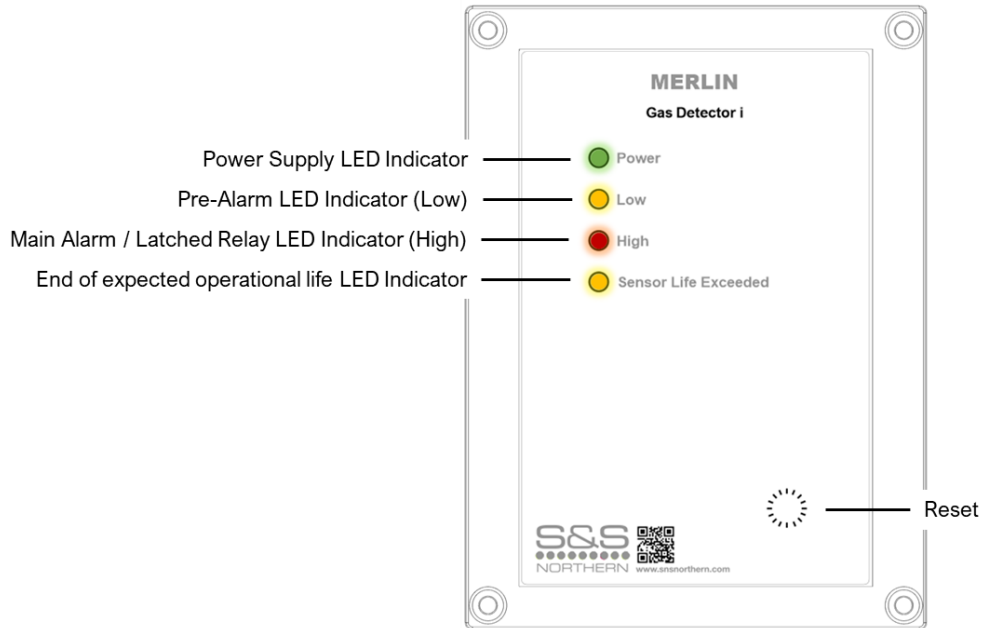 MERLIN
Gas Detector i
Power Supply LED Indicator
Power
Pre-Alarm LED Indicator (Low)
Low
Main Alarm / Latched Relay LED Indicator (High)
High
End of expected operational life LED Indicator
Sensor Life Exceeded
Reset
S&S
NORTHERN
www.snsnorthern.com